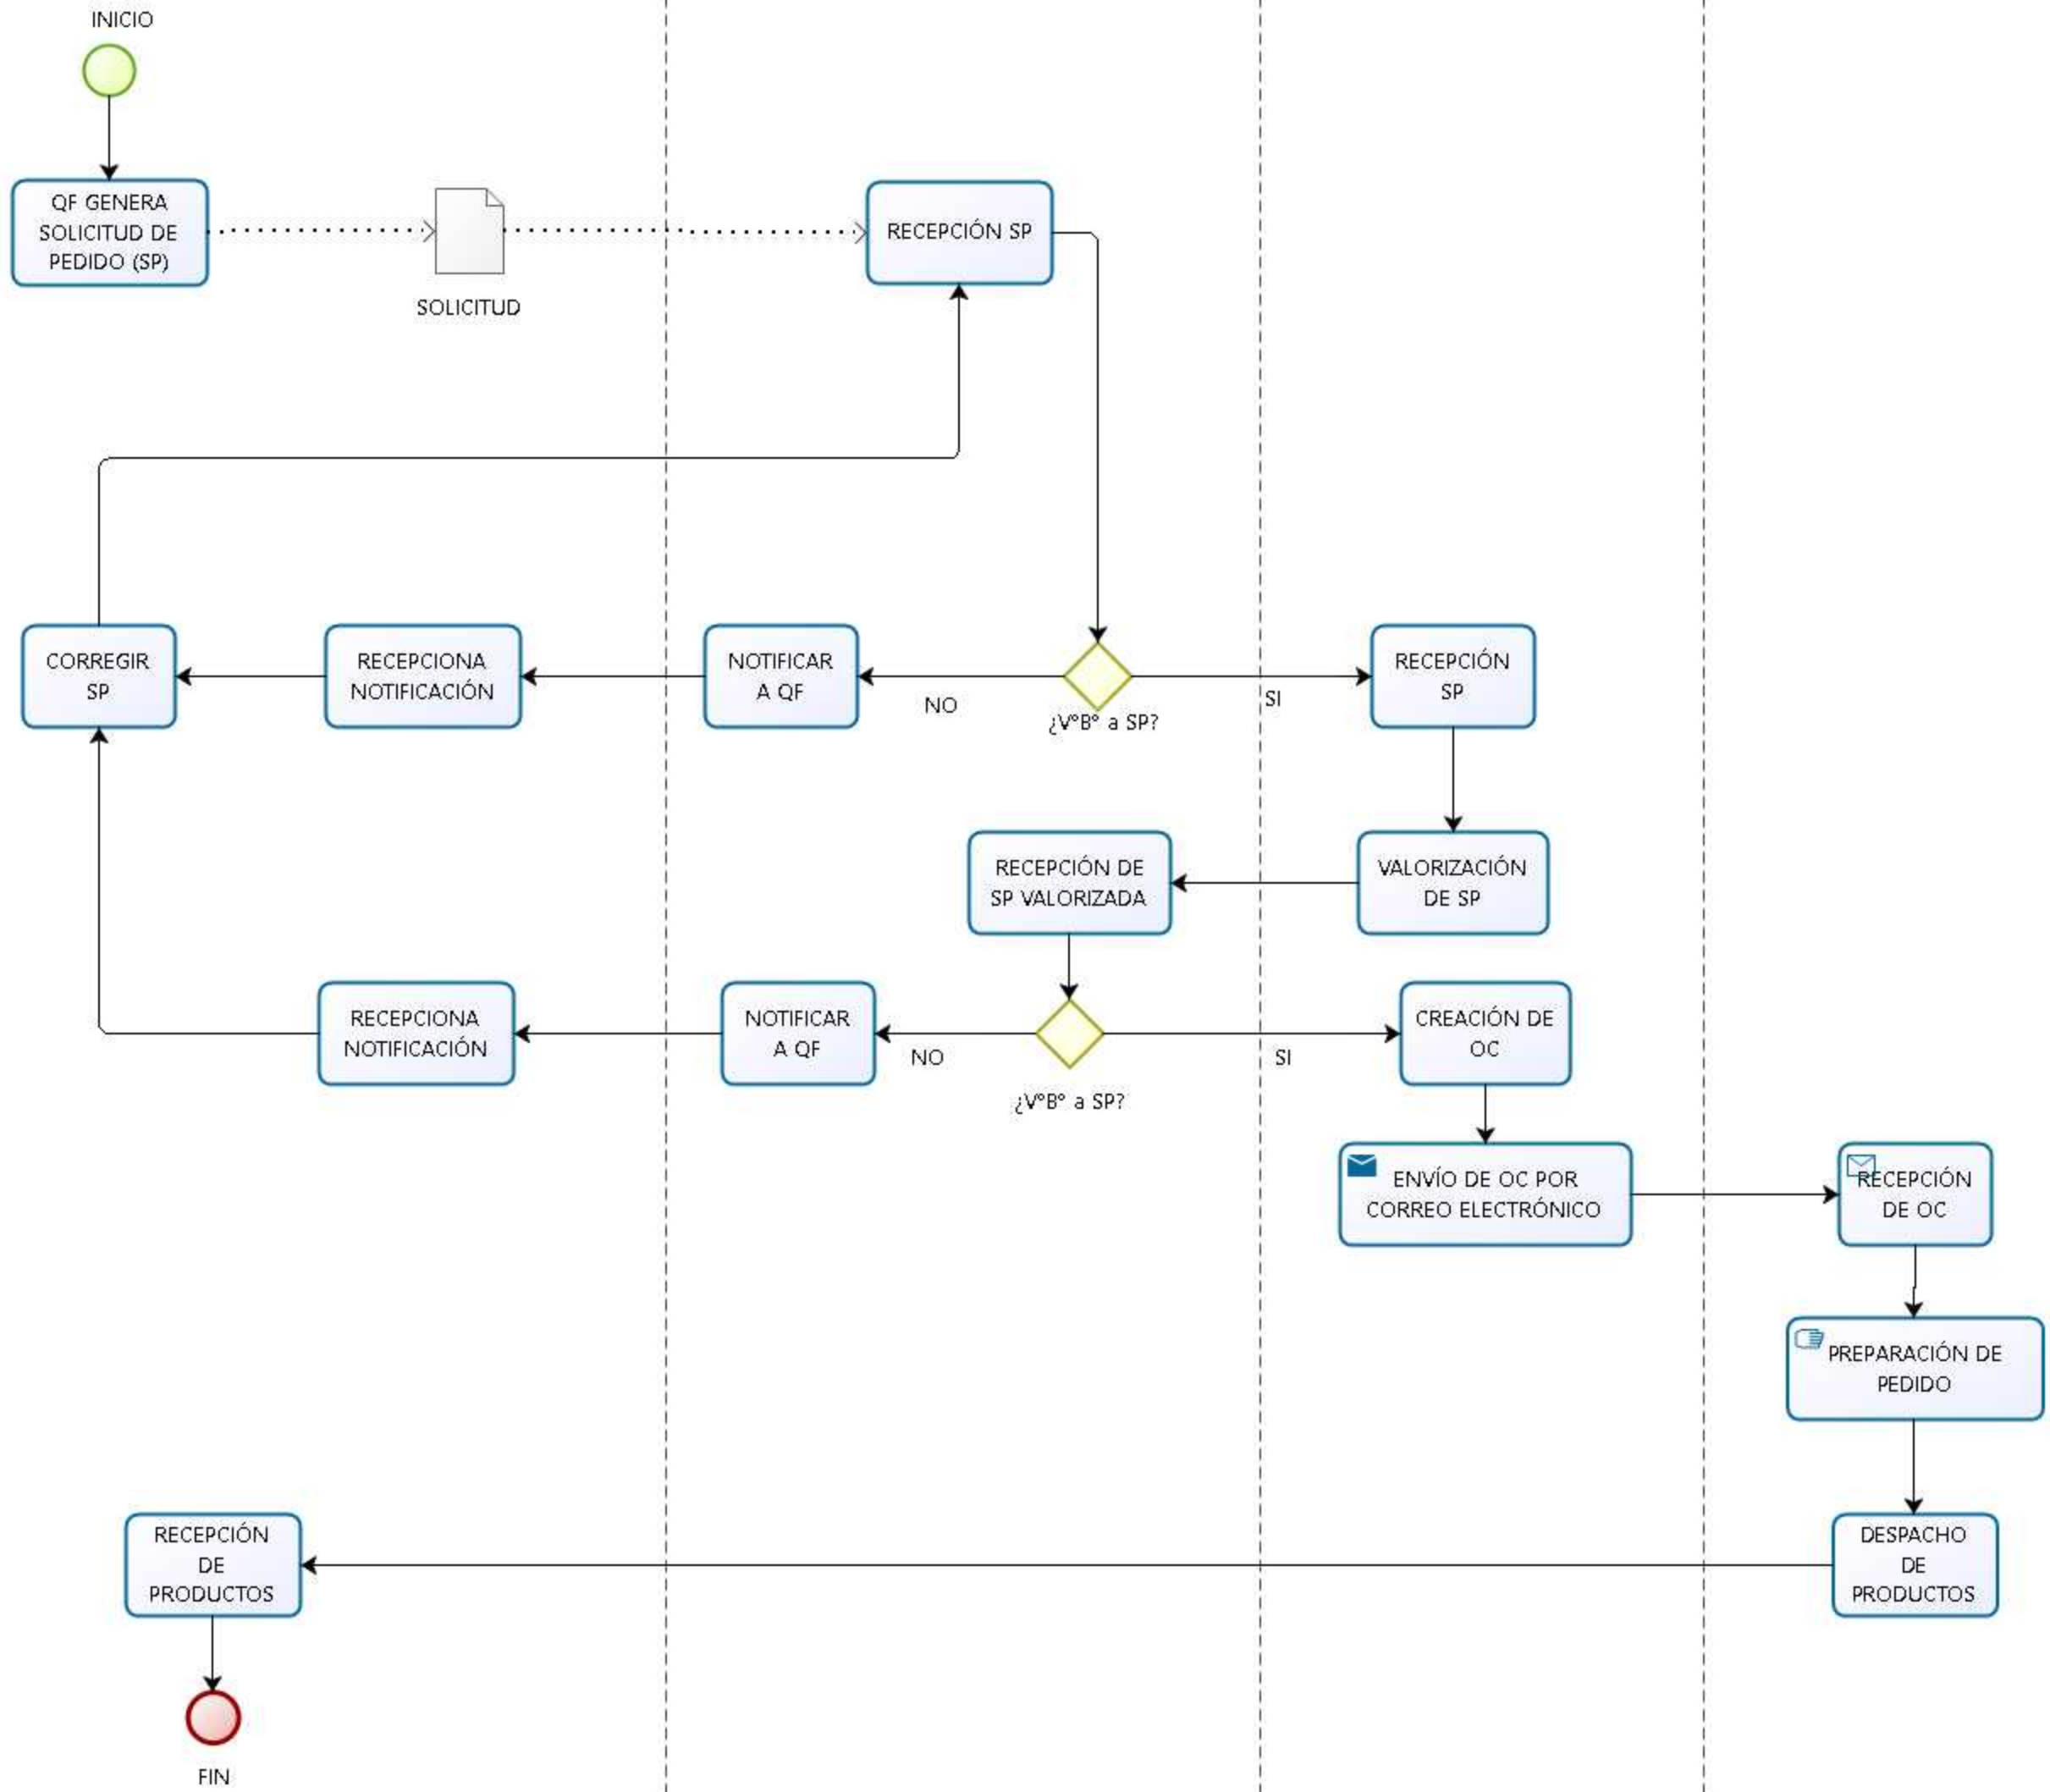 INICIO
QF GENERA
SOLICITUD DE
PEDIDO (SP)
SOLICITUD
RECEPCIÓN SP
CORREGIR
SP
RECEPCIONA
NOTIFICACIÓN
NOTIFICAR
A QF
NO
¿V°B° a SP?
SI
RECEPCIÓN
SP
RECEPCIÓN DE
SP VALORIZADA
VALORIZACIÓN
DE SP
RECEPCIONA
NOTIFICACIÓN
NOTIFICAR
A QF
NO
¿V°B° a SP?
SI
CREACIÓN DE
OC
ENVÍO DE OC POR
CORREO ELECTRÓNICO
RECEPCIÓN
DE OC
PREPARACIÓN DE
PEDIDO
RECEPCIÓN
DE
PRODUCTOS
DESPACHO
DE
PRODUCTOS
FIN